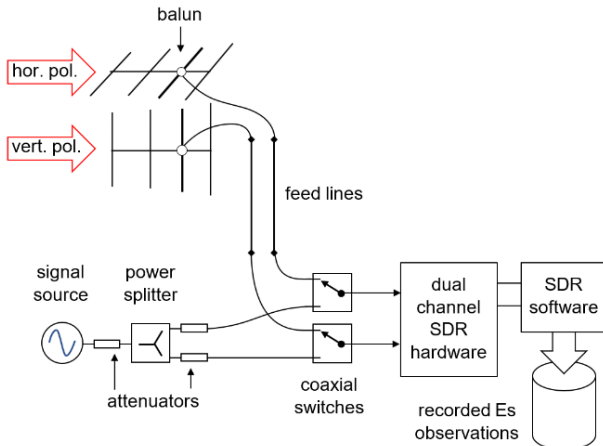 balun
hor. pol.
vert. pol.
feed lines
signal
source
power
splitter
attenuators
coaxial
switches
dual
channel
SDR
hardware
SDR
software
recorded Es
observations